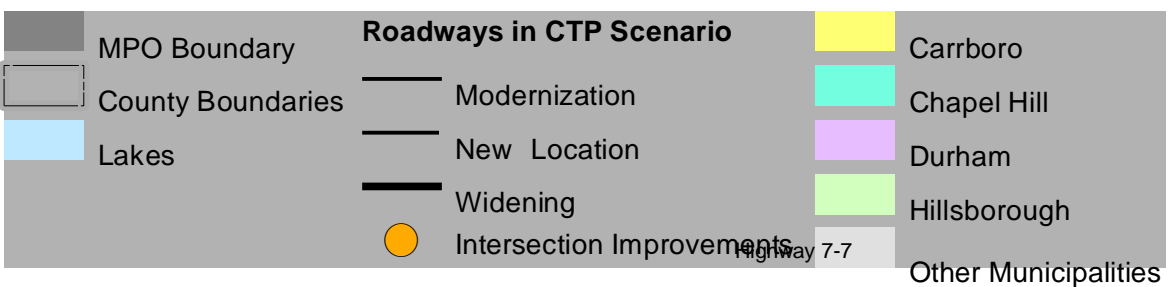 MPO Boundary
County Boundaries
Lakes
Roadways in CTP Scenario
Modernization
New Location
Widening
Intersection Improvements
Highway 7-7
Carrboro
Chapel Hill
Durham
Hillsborough
Other Municipalities